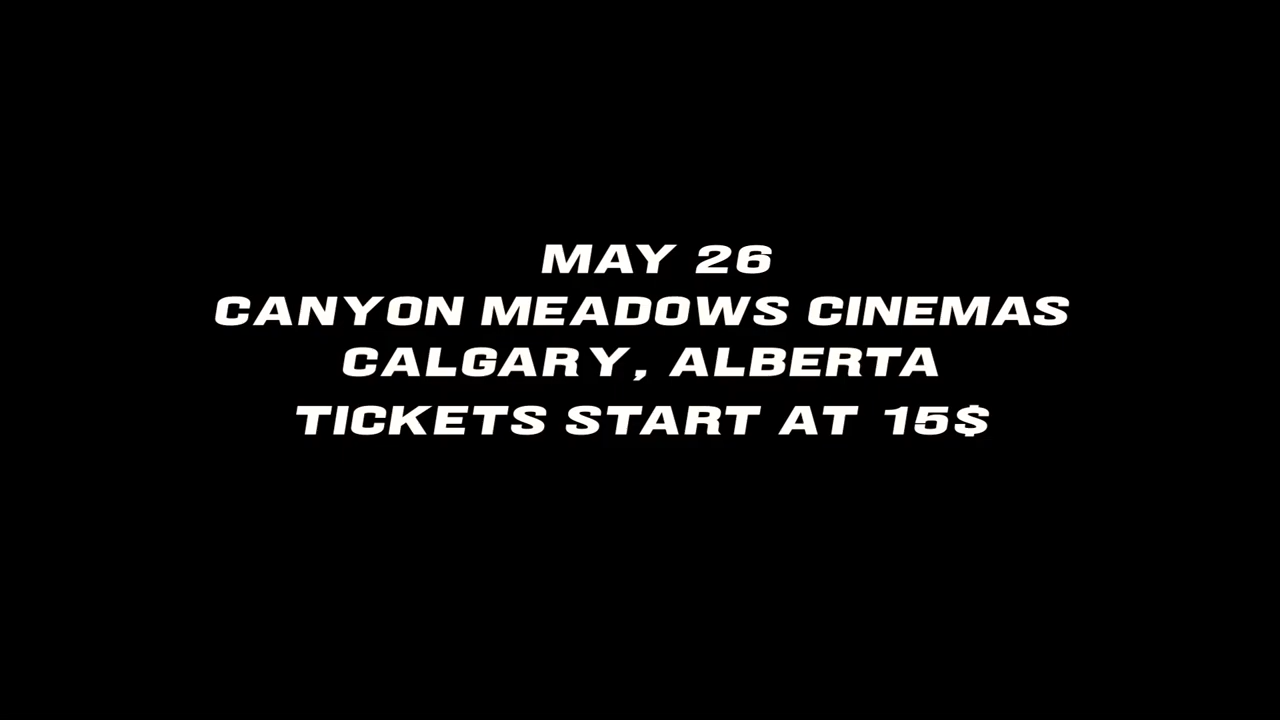 MAY 26
CANYON MEADOWS CINEMAS
CALGARY, ALBERTA
TICKETS START AT 15$